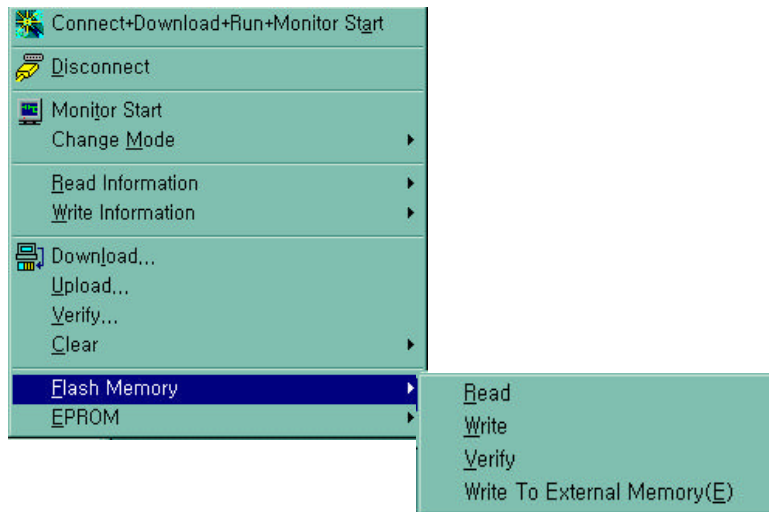 Connect+Download+Run+Monitor Start
Disconnect
Monitor Start
Change Mode
Read Information
Write Information
Download...
Upload...
Verify...
Clear
Flash Memory
EPROM
Read
Write
Verify
Write To External Memory(E)